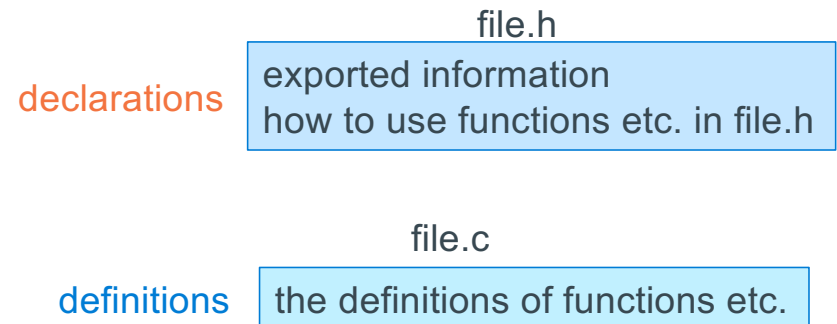 file.h
declarations
exported information
how to use functions etc. in file.h
file.c
definitions
the definitions of functions etc.